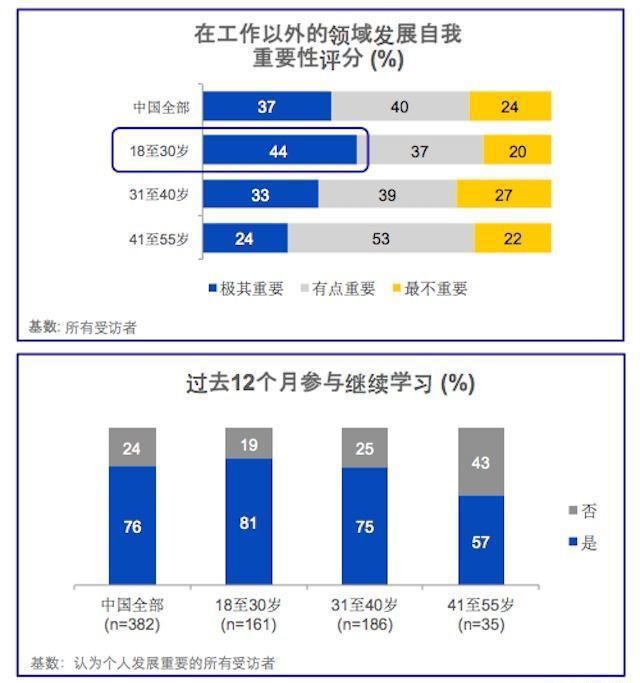 在工作以外的领域发展自我
重要性评分 (%)
中国全部 37 40 24
18至30岁 44 37 20
31至40岁 33 39 27
41至55岁 24 53 22
极其重要 有点重要 最不重要
基数: 所有受访者
过去12个月参与继续学习 (%)
24 19 25 43
76 81 75 57
否
是
中国全部 18至30岁 31至40岁 41至55岁
(n=382) (n=161) (n=186) (n=35)
基数：认为个人发展重要的所有受访者